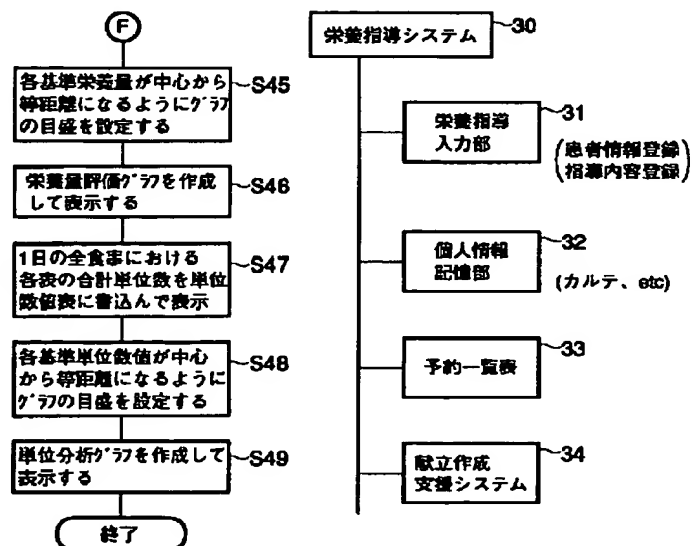 F
各基準栄養量が中心から
等距離になるようにグラフ
の目盛を設定する
S45
栄養量評価グラフを作成
して表示する
S46
1日の全食事における
各表の合計単位数を単位
数値表に書込んで表示
S47
各基準単位数値が中心
から等距離になるように
グラフの目盛を設定する
S48
単位分析グラフを作成して
表示する
S49
終了
栄養指導システム
30
栄養指導
入力部
31
(患者情報登録
指導内容登録)
個人情報
記憶部
32
(カルテ、etc)
予約一覧表
33
献立作成
支援システム
34